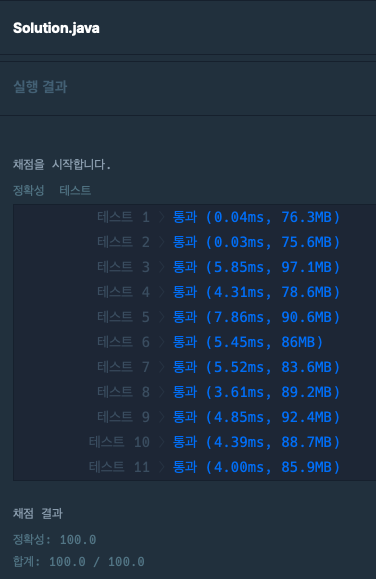 Solution.java
실행 결과
채점을 시작합니다.
정확성 테스트
테스트 1 〉 통과 (0.04ms, 76.3MB)
테스트 2 〉 통과 (0.03ms, 75.6MB)
테스트 3 〉 통과 (5.85ms, 97.1MB)
테스트 4 〉 통과 (4.31ms, 78.6MB)
테스트 5 〉 통과 (7.86ms, 90.6MB)
테스트 6 〉 통과 (5.45ms, 86MB)
테스트 7 〉 통과 (5.52ms, 83.6MB)
테스트 8 〉 통과 (3.61ms, 89.2MB)
테스트 9 〉 통과 (4.85ms, 92.4MB)
테스트 10 〉 통과 (4.39ms, 88.7MB)
테스트 11 〉 통과 (4.00ms, 85.9MB)
채점 결과
정확성: 100.0
합계: 100.0 / 100.0